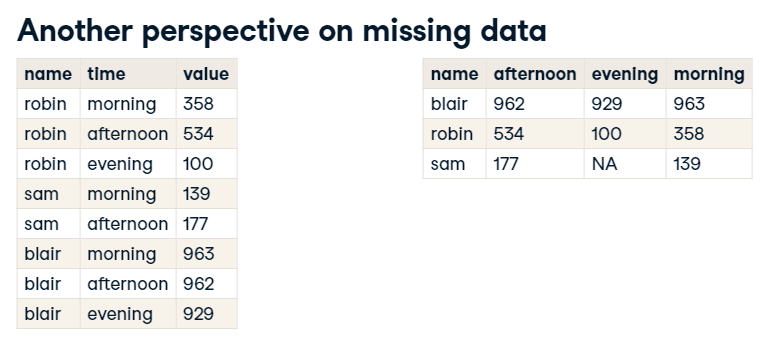 Another perspective on missing data
name time value
robin morning 358
robin afternoon 534
robin evening 100
sam morning 139
sam afternoon 177
blair morning 963
blair afternoon 962
blair evening 929
name afternoon evening morning
blair 962 929 963
robin 534 100 358
sam 177 NA 139